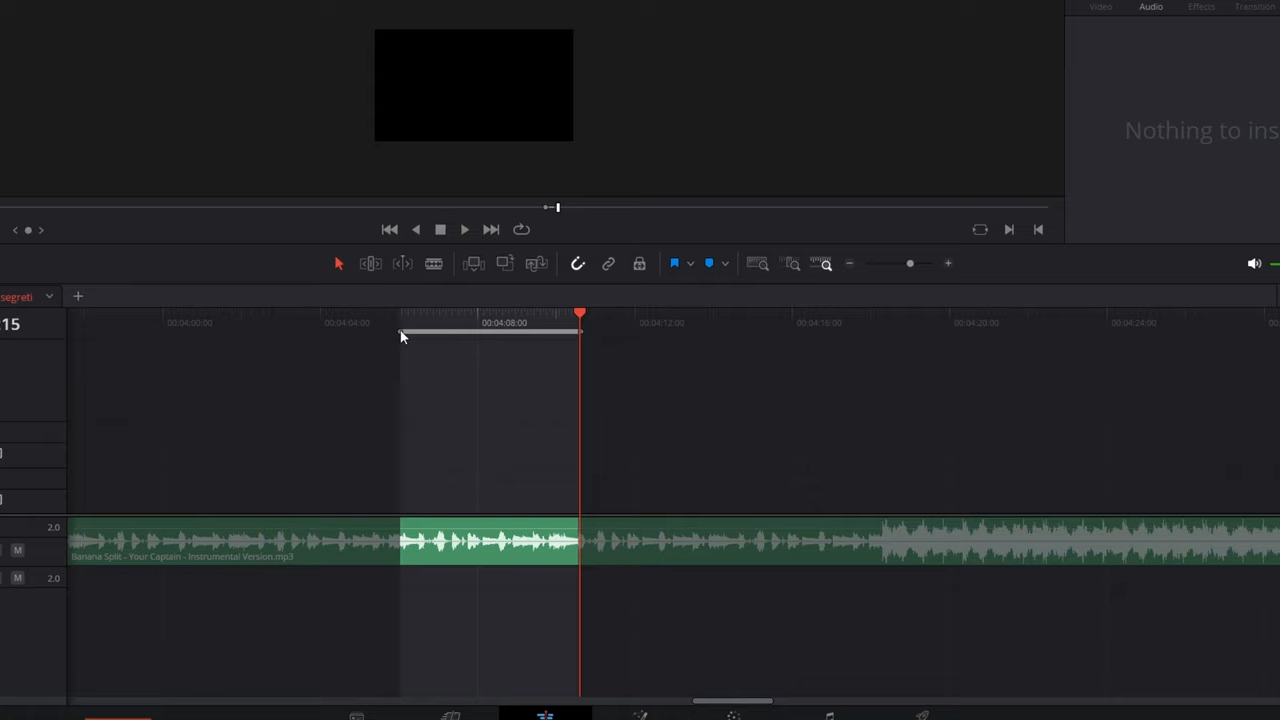 Video Audio Effects Transition
Nothing to ins
segreti
:15
00:04:00:00 00:04:04:00 00:04:08:00 00:04:12:00 00:04:16:00 00:04:20:00 00:04:24:00
2.0
M
Banana Split - Your Captain - Instrumental Version.mp3
M 2.0